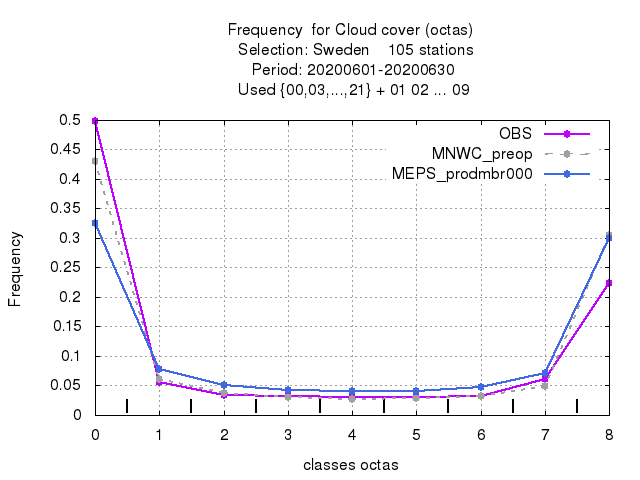 Frequency  for Cloud cover (octas)
Selection: Sweden    105 stations
Period: 20200601-20200630
Used {00,03,...,21} + 01 02 ... 09
OBS
MNWC_preop
MEPS_prodmbr000
0.5
0.45
0.4
0.35
0.3
0.25
0.2
0.15
0.1
0.05
0
Frequency
0 1 2 3 4 5 6 7 8
classes octas